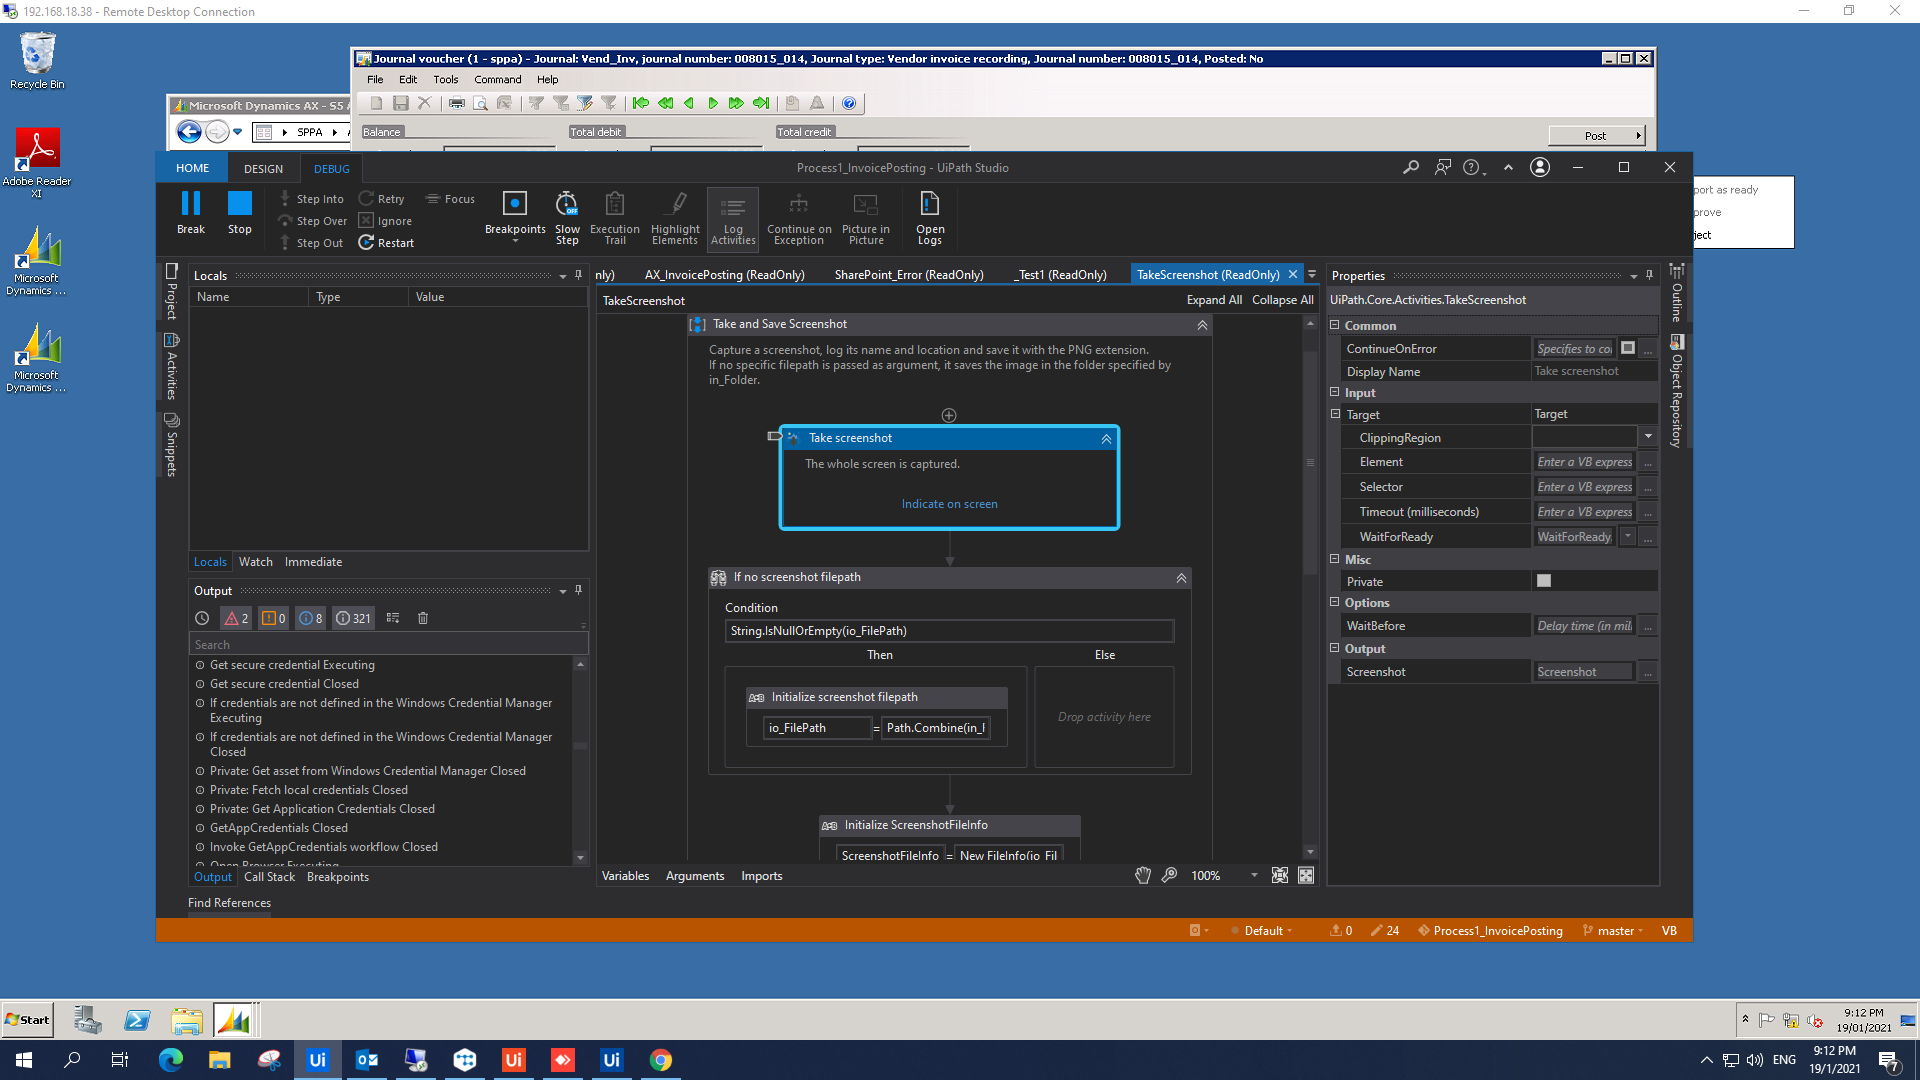 192.168.18.38 - Remote Desktop Connection
Recycle Bin
Adobe Reader
XI
Microsoft
Dynamics ...
Microsoft
Dynamics ...
Journal voucher (1 - sppa) - Journal: Vend_Inv, journal number: 008015_014, Journal type: Vendor invoice recording, Journal number: 008015_014, Posted: No
File Edit Tools Command Help
Microsoft Dynamics AX - S5 A
SPPA
Balance
Total debit
Total credit
Post
port as ready
prove
ject
HOME DESIGN DEBUG
Process1_InvoicePosting - UiPath Studio
Break
Stop
Step Into
Step Over
Step Out
Retry
Ignore
Restart
Focus
Breakpoints
Slow
Step
Execution
Trail
Highlight
Elements
Log
Activities
Continue on
Exception
Picture in
Picture
Open
Logs
Project
Activities
Snippets
Locals
Name Type Value
Locals Watch Immediate
Output
2 0 8 321
Search
Get secure credential Executing
Get secure credential Closed
If credentials are not defined in the Windows Credential Manager
Executing
If credentials are not defined in the Windows Credential Manager
Closed
Private: Get asset from Windows Credential Manager Closed
Private: Fetch local credentials Closed
Private: Get Application Credentials Closed
GetAppCredentials Closed
Invoke GetAppCredentials workflow Closed
Open Browser Executing
Output Call Stack Breakpoints
Find References
nly) AX_InvoicePosting (ReadOnly) SharePoint_Error (ReadOnly) _Test1 (ReadOnly) TakeScreenshot (ReadOnly)
TakeScreenshot
Expand All Collapse All
Take and Save Screenshot
Capture a screenshot, log its name and location and save it with the PNG extension.
If no specific filepath is passed as argument, it saves the image in the folder specified by
in_Folder.
Take screenshot
The whole screen is captured.
Indicate on screen
If no screenshot filepath
Condition
String.IsNullOrEmpty(io_FilePath)
Then
Else
Initialize screenshot filepath
io_FilePath = Path.Combine(in_
Drop activity here
Initialize ScreenshotFileInfo
ScreenshotFileInfo = New FileInfo(io_Fil
Variables Arguments Imports
100%
Properties
UiPath.Core.Activities.TakeScreenshot
Common
ContinueOnError Specifies to co ...
Display Name Take screenshot
Input
Target Target
ClippingRegion
Element Enter a VB express ...
Selector Enter a VB express ...
Timeout (milliseconds) Enter a VB express ...
WaitForReady WaitForReady ...
Misc
Private
Options
WaitBefore Delay time (in mil ...
Output
Screenshot Screenshot ...
Outline
Object Repository
Default 0 24 Process1_InvoicePosting master VB
Start
9:12 PM
19/01/2021
Ui
Ui
Ui
ENG
9:12 PM
19/1/2021
7